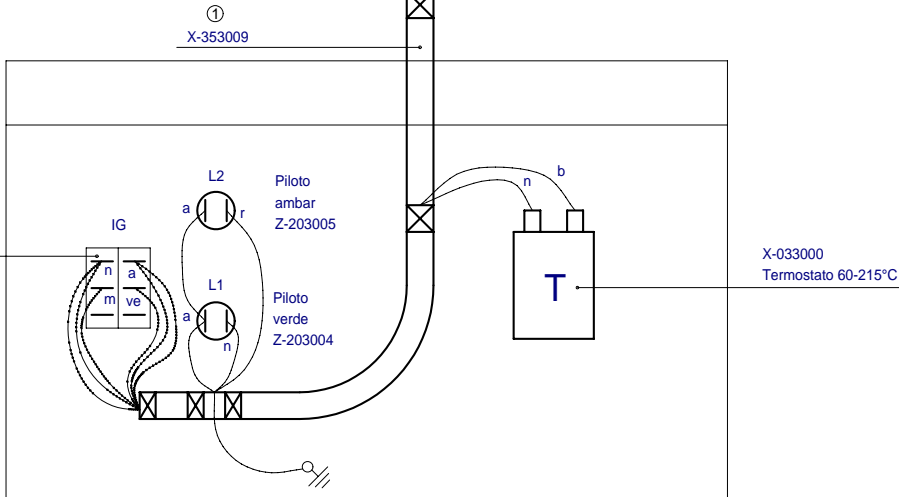 ①
X-353009
L2
Piloto
ambar
Z-203005
a
r
n
b
IG
n
a
m
ve
L1
Piloto
verde
Z-203004
a
n
T
X-033000
Termostato 60-215°C